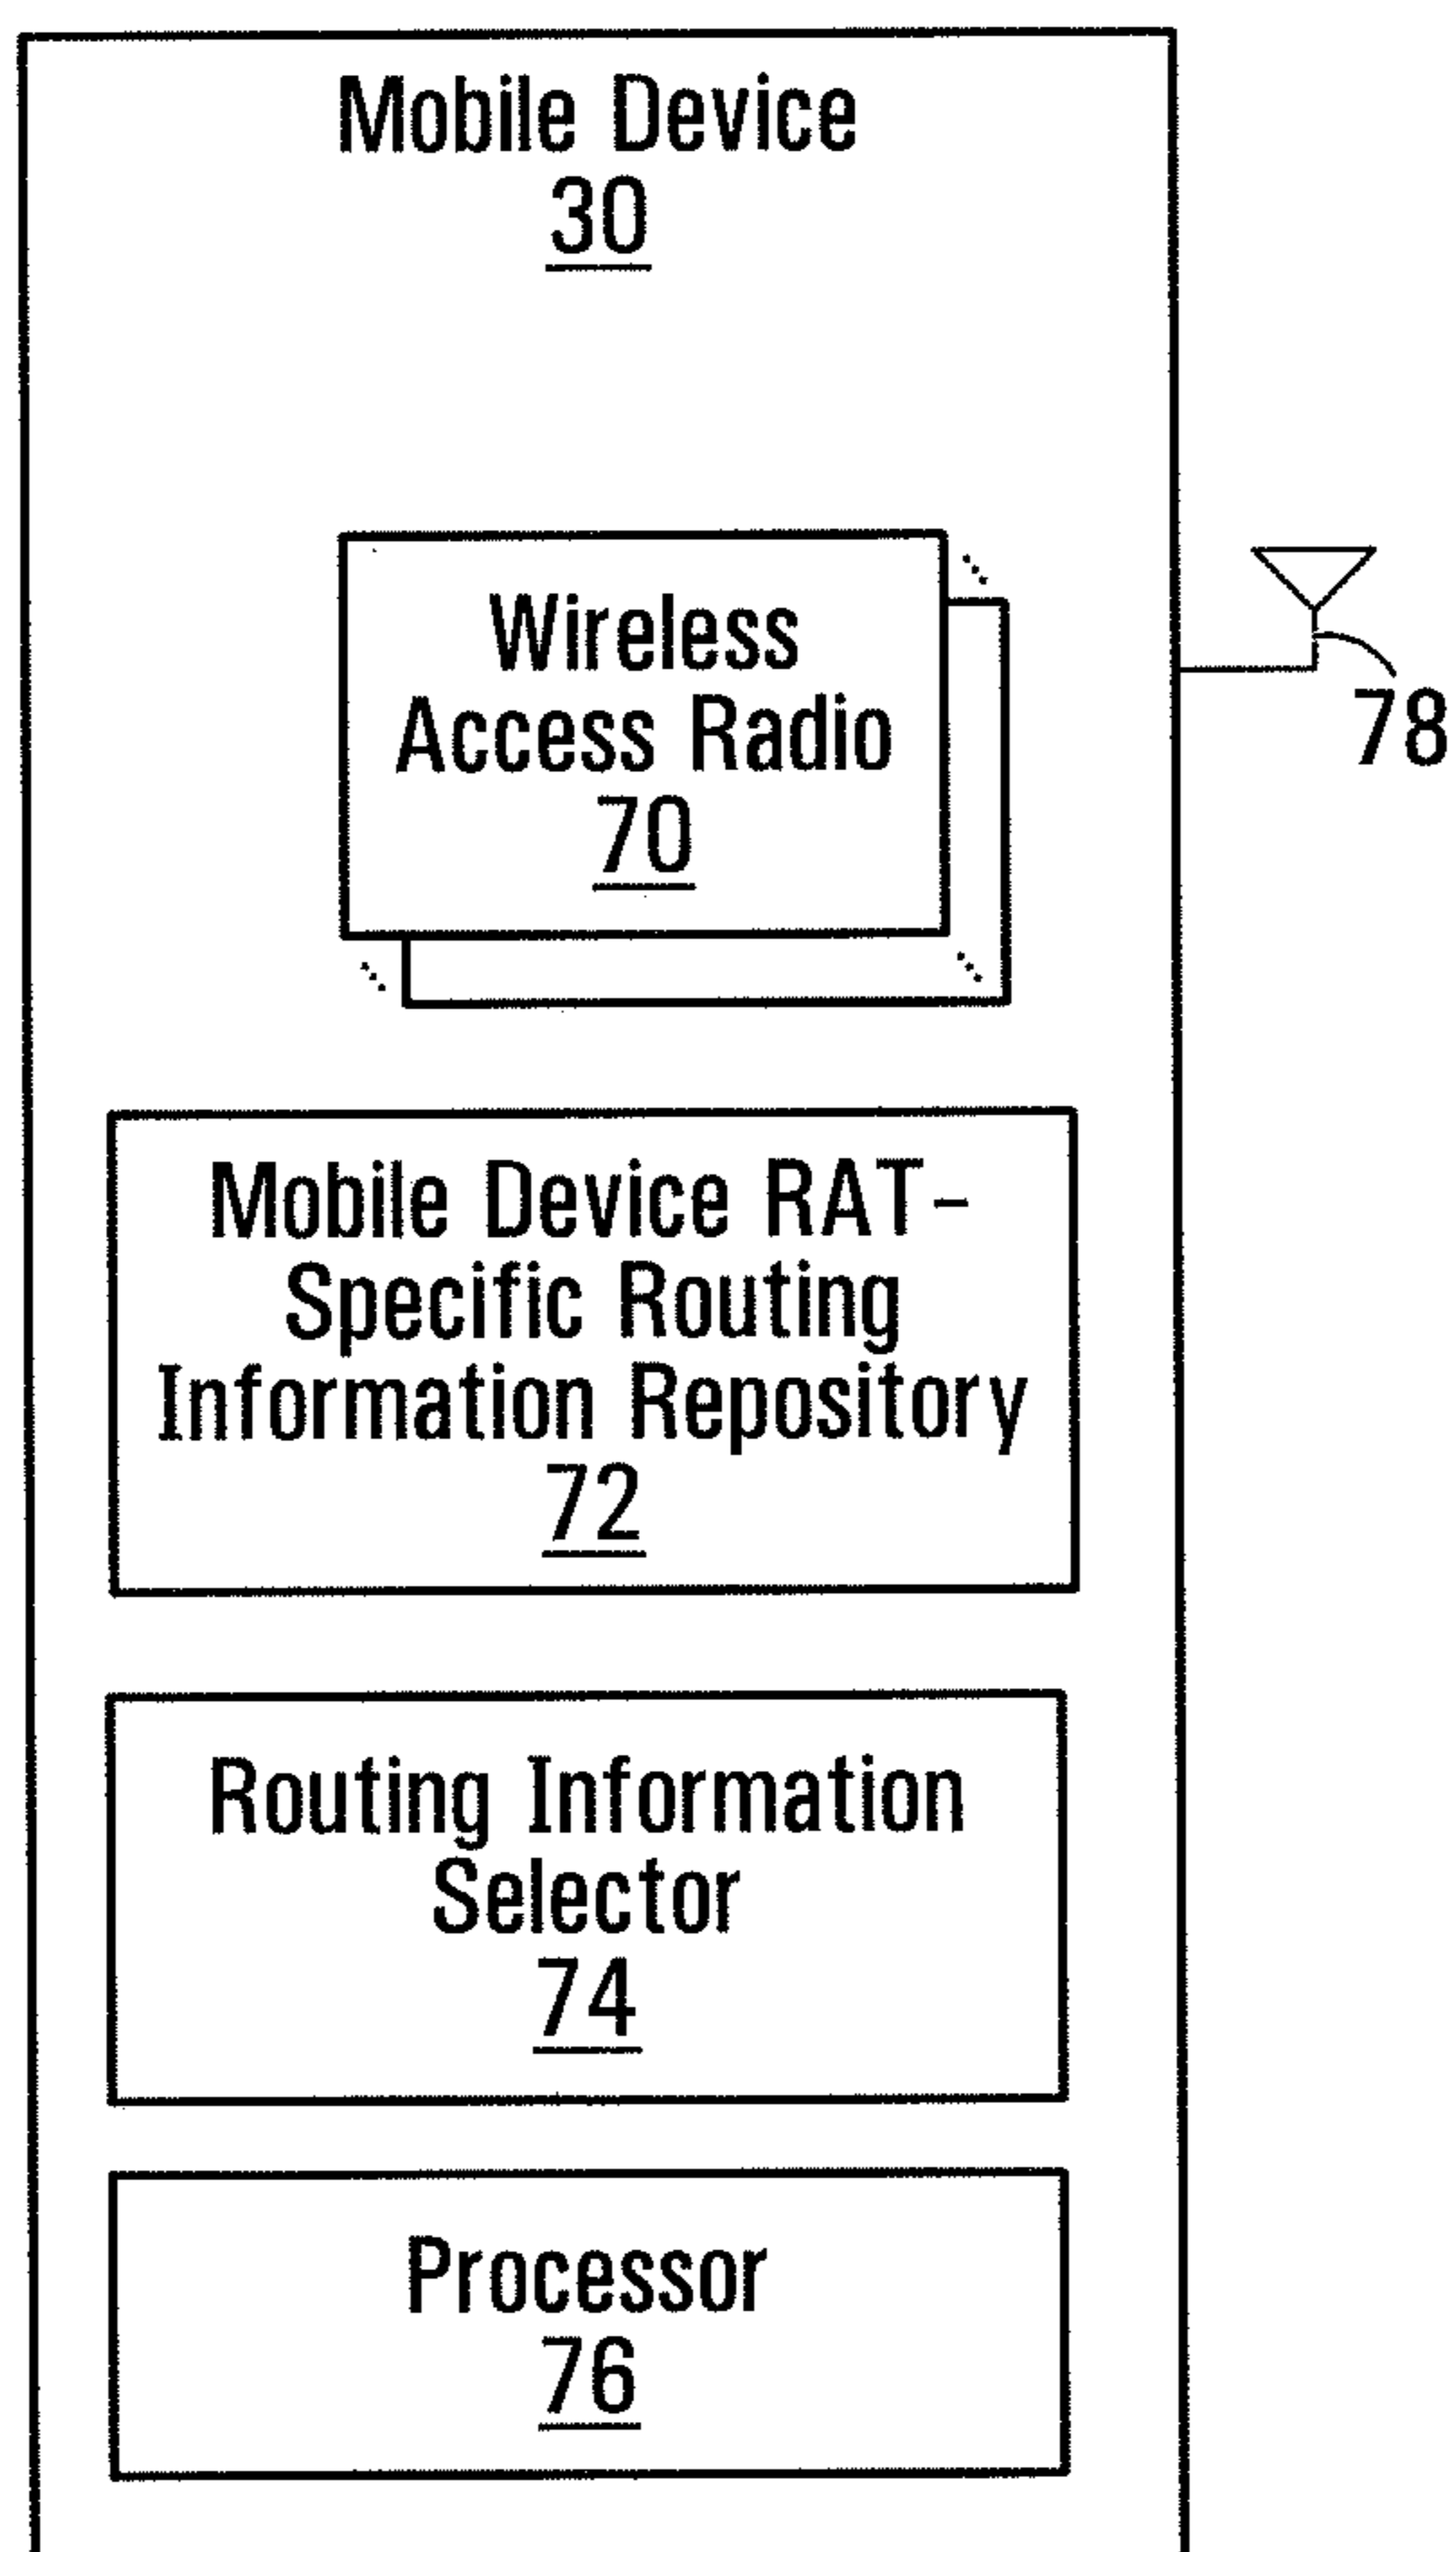 Mobile Device
30
Wireless
Access Radio
70
78
Mobile Device RAT-
Specific Routing
Information Repository
72
Routing Information
Selector
74
Processor
76